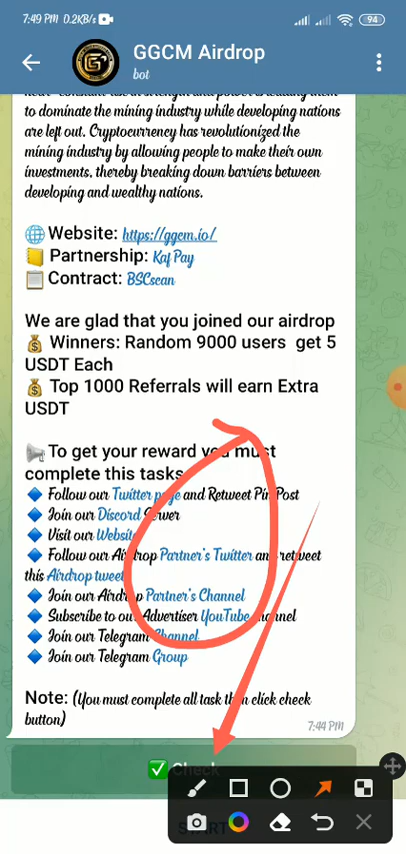 7:49 PM 0.2KB/s
94
GGCM Airdrop
bot
to dominate the mining industry while developing nations
are left out. Cryptocurrency has revolutionized the
mining industry by allowing people to make their own
investments, thereby breaking down barriers between
developing and wealthy nations.
Website: https://ggcm.io/
Partnership: Kaf Pay
Contract: BSCscan
We are glad that you joined our airdrop
Winners: Random 9000 users get 5
USDT Each
Top 1000 Referrals will earn Extra
USDT
To get your reward you must
complete this tasks
Follow our Twitter page and Retweet Pin Post
Join our Discord Server
Visit our Website
Follow our Airdrop Partner's Twitter and retweet
this Airdrop tweet
Join our Airdrop Partner's Channel
Subscribe to our Advertiser YouTube channel
Join our Telegram Channel
Join our Telegram Group
Note: (You must complete all task then click check
button)
7:44 PM
Check
START